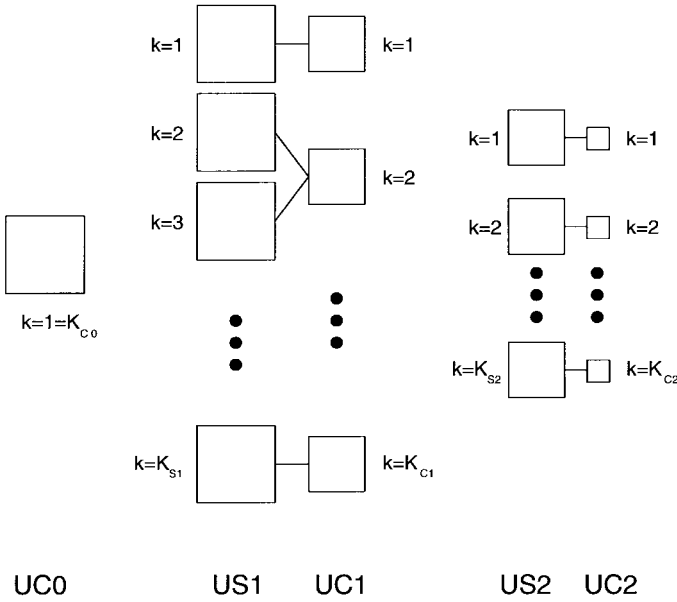 k=1
k=1
k=2
k=2
k=3
k=1=K_C0
k=K_S1
k=K_C1
k=1
k=1
k=2
k=2
k=K_S2
k=K_C2
UC0
US1
UC1
US2
UC2